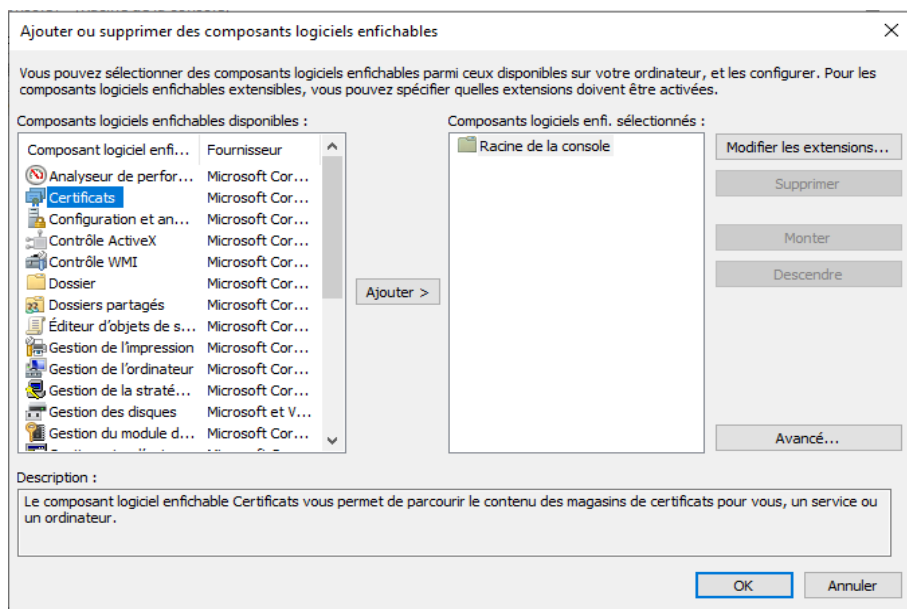 Ajouter ou supprimer des composants logiciels enfichables
Vous pouvez sélectionner des composants logiciels enfichables parmi ceux disponibles sur votre ordinateur, et les configurer. Pour les
composants logiciels enfichables extensibles, vous pouvez spécifier quelles extensions doivent être activées.
Composants logiciels enfichables disponibles :
Composant logiciel enfi... Fournisseur
Analyseur de perfor... Microsoft Cor...
Certificats Microsoft Cor...
Configuration et an... Microsoft Cor...
Contrôle ActiveX Microsoft Cor...
Contrôle WMI Microsoft Cor...
Dossier Microsoft Cor...
Dossiers partagés Microsoft Cor...
Éditeur d'objets de s... Microsoft Cor...
Gestion de l'impression Microsoft Cor...
Gestion de l'ordinateur Microsoft Cor...
Gestion de la straté... Microsoft Cor...
Gestion des disques Microsoft et V...
Gestion du module d... Microsoft Cor...
Ajouter >
Composants logiciels enfi. sélectionnés :
Racine de la console
Modifier les extensions...
Supprimer
Monter
Descendre
Avancé...
Description :
Le composant logiciel enfichable Certificats vous permet de parcourir le contenu des magasins de certificats pour vous, un service ou
un ordinateur.
OK
Annuler